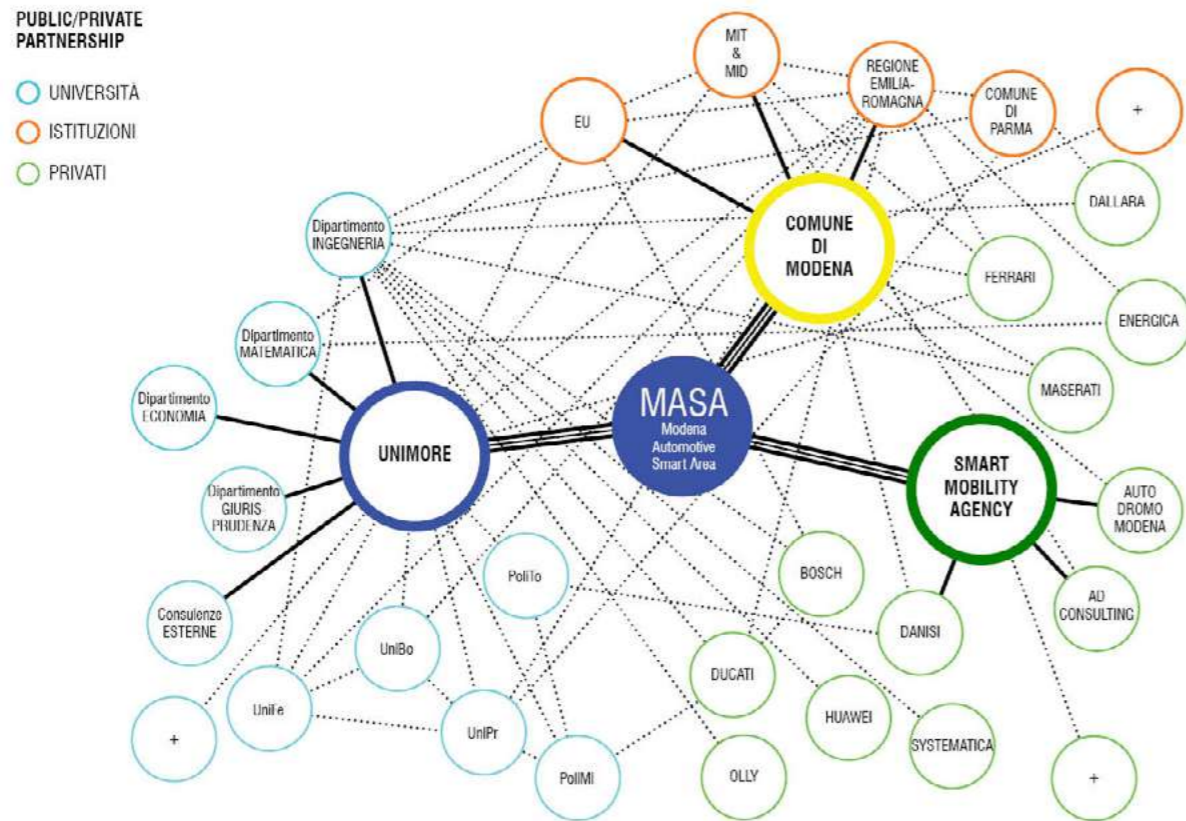 PUBLIC/PRIVATE
PARTNERSHIP
UNIVERSITÀ
ISTITUZIONI
PRIVATI
MIT
&
MID
REGIONE
EMILIA-
ROMAGNA
EU
COMUNE
DI
PARMA
+
DALLARA
Dipartimento
INGEGNERIA
COMUNE
DI
MODENA
FERRARI
ENERGICA
Dipartimento
MATEMATICA
MASERATI
Dipartimento
ECONOMIA
MASA
Modena
Automotive
Smart Area
UNIMORE
SMART
MOBILITY
AGENCY
Dipartimento
GIURIS-
PRUDENZA
AUTO
DROMO
MODENA
PoliTo
BOSCH
Consulenze
ESTERNE
AD
CONSULTING
DANISI
UniBo
DUCATI
UniFe
UniPr
HUAWEI
SYSTEMATICA
+
PoliMI
OLLY
+